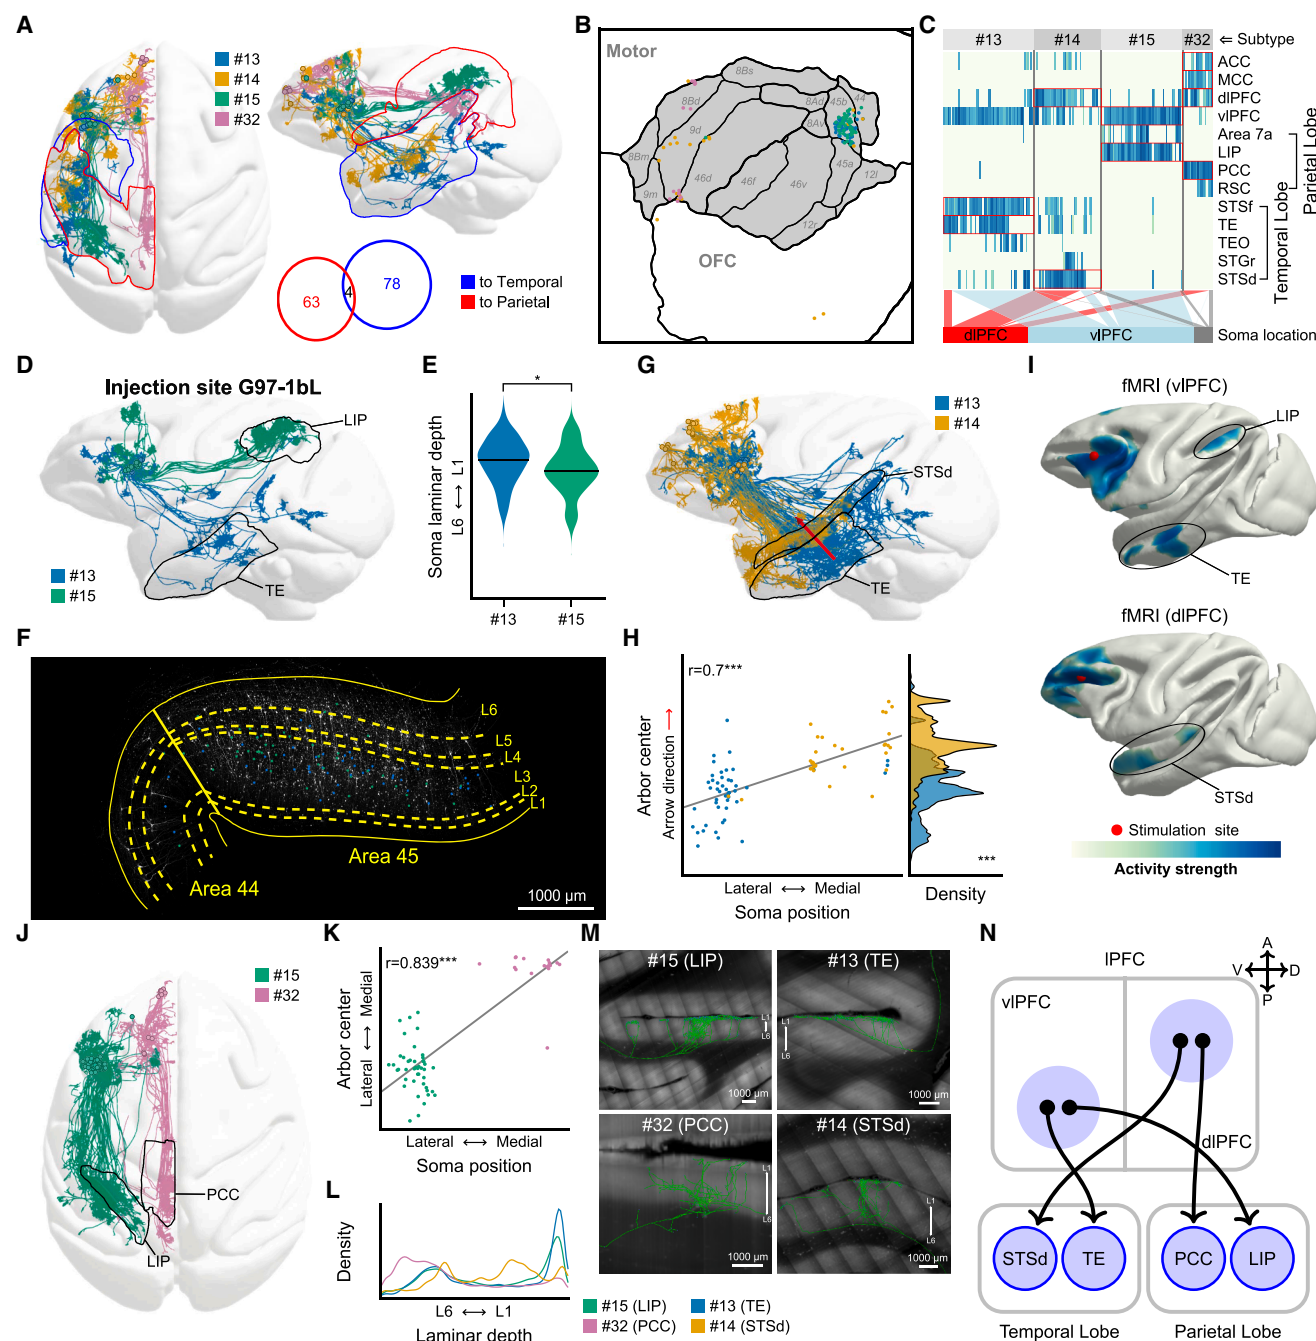 A
#13
#14
#15
#32
63
4
78
to Temporal
to Parietal
B
Motor
8Bs
8Bd
8Ad
45b
44
8Av
9d
8Bm
45a
46d
46f
46v
12l
9m
12r
OFC
C
#13
#14
#15
#32
⇐ Subtype
ACC
MCC
dlPFC
vlPFC
Area 7a
LIP
PCC
RSC
STSf
TE
TEO
STGr
STSd
Parietal Lobe
Temporal Lobe
dlPFC
vlPFC
Soma location
D
Injection site G97-1bL
LIP
TE
#13
#15
E
*
Soma laminar depth
L6 ⟷ L1
#13
#15
F
L6
L5
L4
L3
L2
L1
Area 45
Area 44
1000 µm
G
#13
#14
STSd
TE
H
r=0.7***
Arbor center
Arrow direction ⟶
Lateral ⟷ Medial
Soma position
***
Density
I
fMRI (vlPFC)
LIP
TE
fMRI (dlPFC)
STSd
Stimulation site
Activity strength
J
#15
#32
PCC
LIP
K
r=0.839***
Arbor center
Lateral ⟷ Medial
Lateral ⟷ Medial
Soma position
L
Density
L6 ⟷ L1
Laminar depth
M
#15 (LIP)
L1
L6
1000 µm
#13 (TE)
L1
L6
1000 µm
#32 (PCC)
L1
L6
1000 µm
#14 (STSd)
L1
L6
1000 µm
#15 (LIP)
#13 (TE)
#32 (PCC)
#14 (STSd)
N
lPFC
A
V
D
P
vlPFC
dlPFC
STSd
TE
PCC
LIP
Temporal Lobe
Parietal Lobe